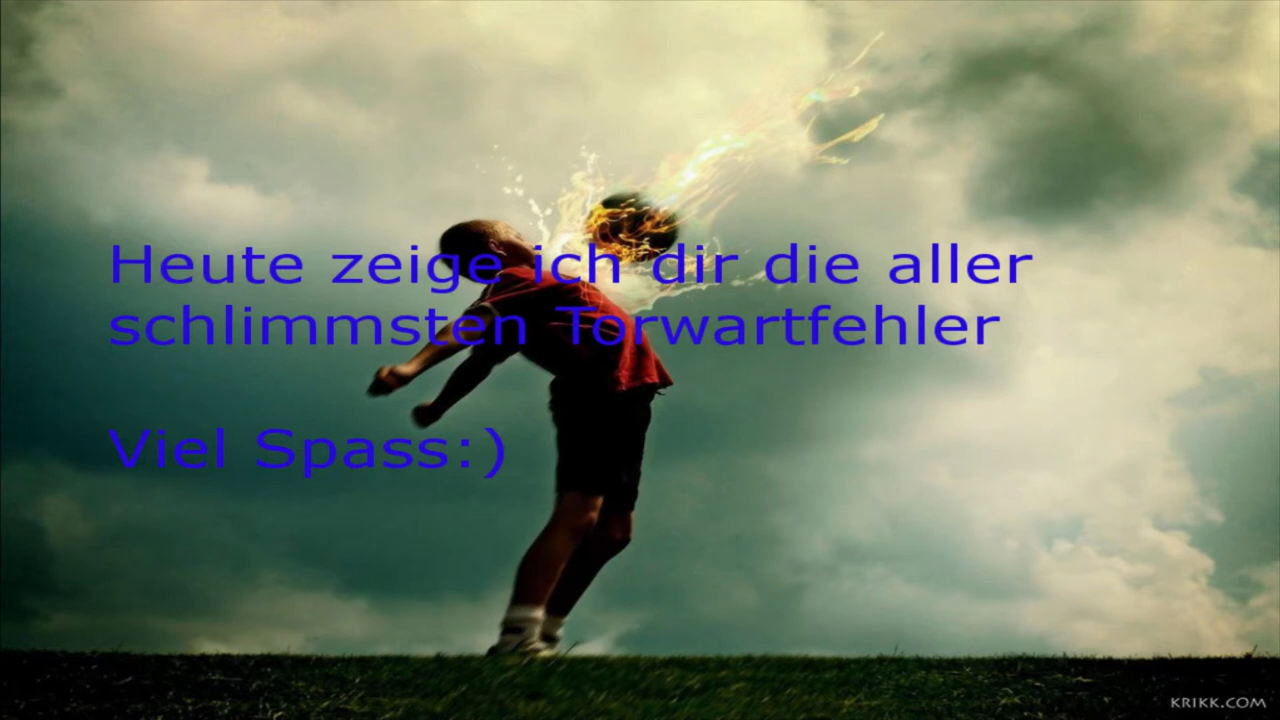 Heute zeige ich dir die aller
schlimmsten Torwartfehler
Viel Spass:)
KRIKK.COM